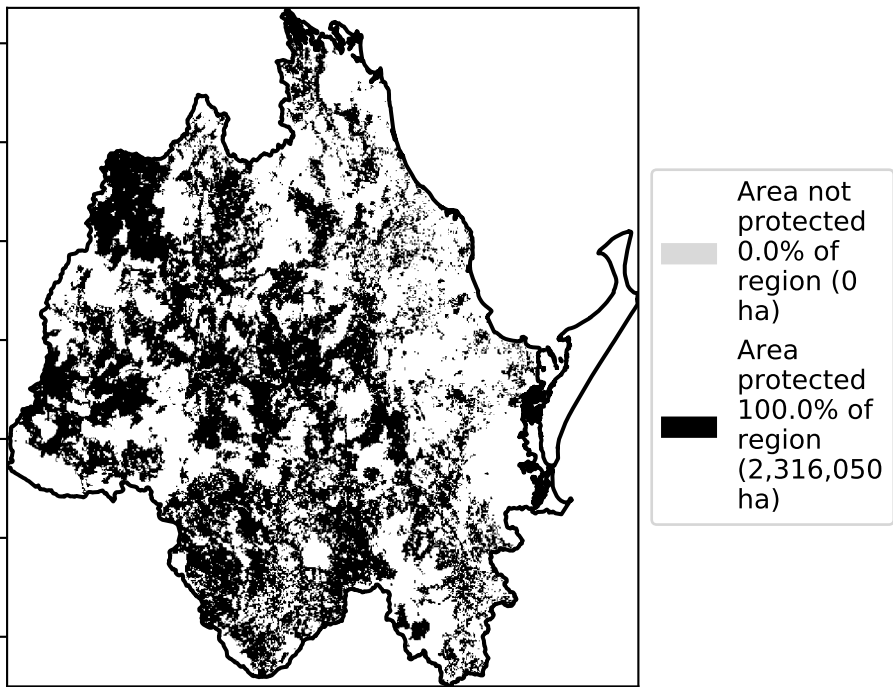 Area not
protected
0.0% of
region (0
ha)
Area
protected
100.0% of
region
(2,316,050
ha)